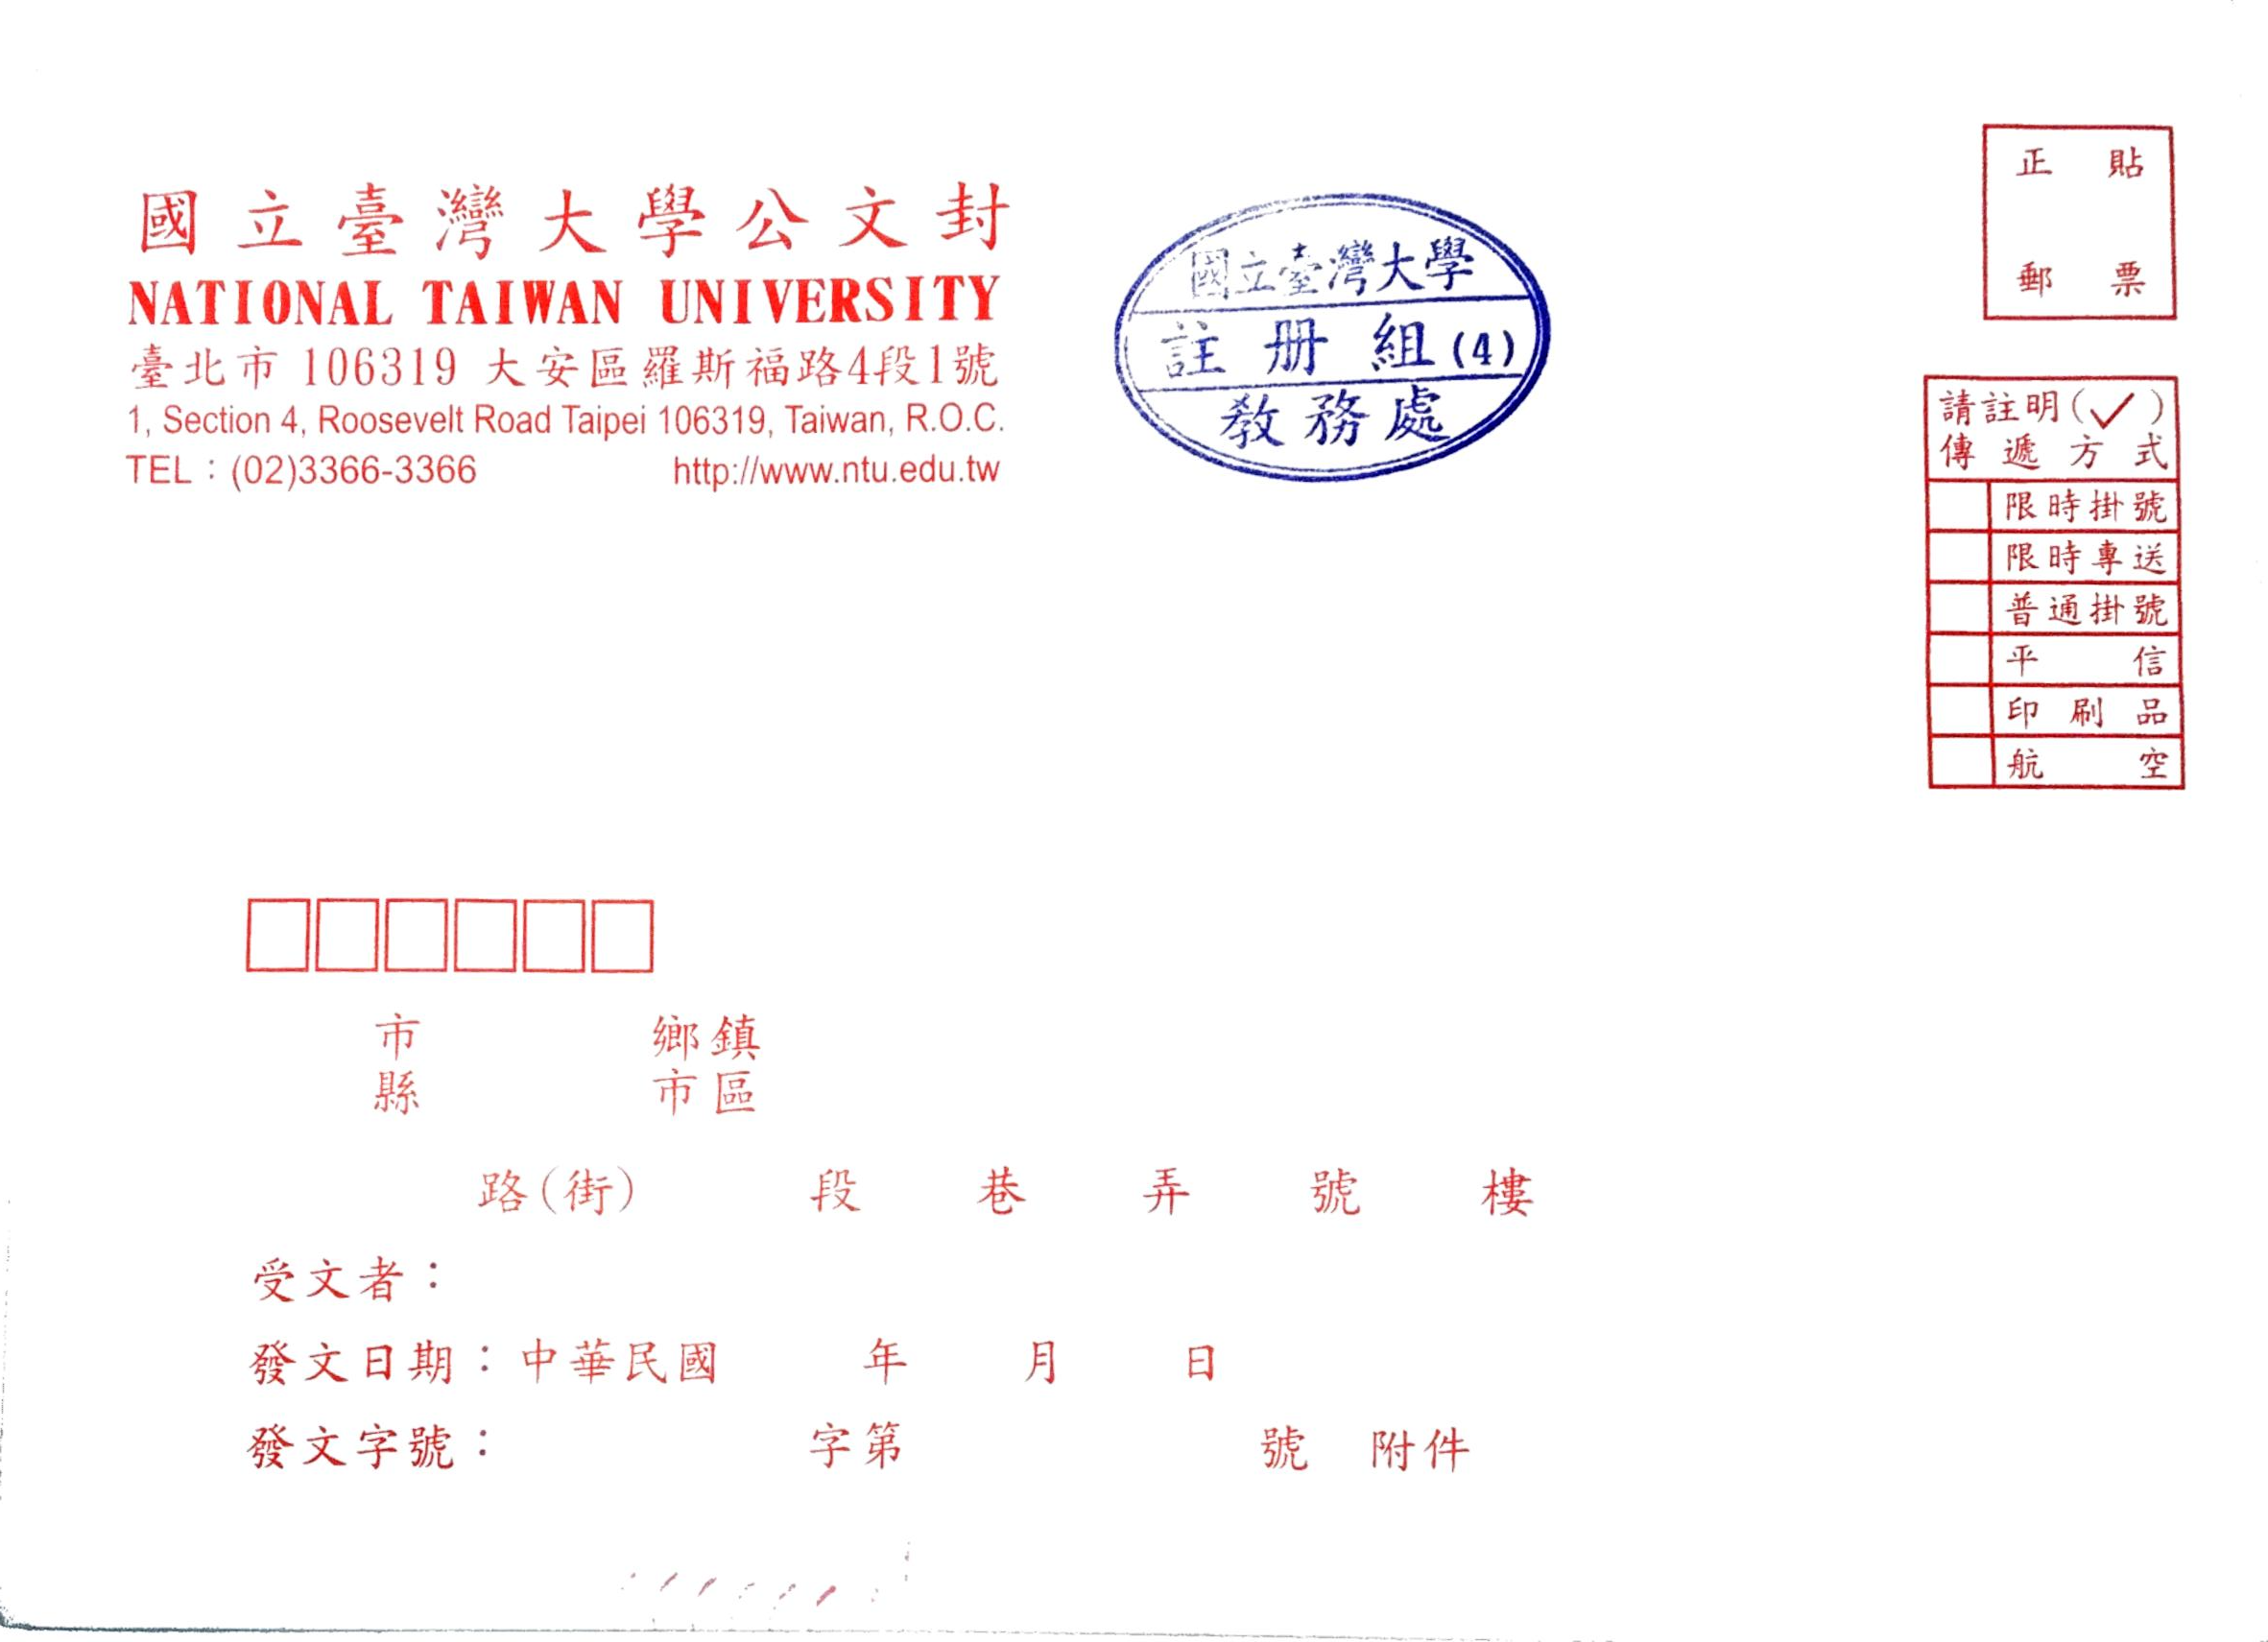 國立臺灣大學公文封
NATIONAL TAIWAN UNIVERSITY
臺北市 106319 大安區羅斯福路4段1號
1, Section 4, Roosevelt Road Taipei 106319, Taiwan, R.O.C.
TEL：(02)3366-3366 http://www.ntu.edu.tw
國立臺灣大學
註册組(4)
教務處
正貼
郵票
請註明(✓)
傳遞方式
限時掛號
限時專送
普通掛號
平信
印刷品
航空
市 鄉鎮
縣 市區
路(街) 段 巷 弄 號 樓
受文者：
發文日期：中華民國 年 月 日
發文字號： 字第 號 附件